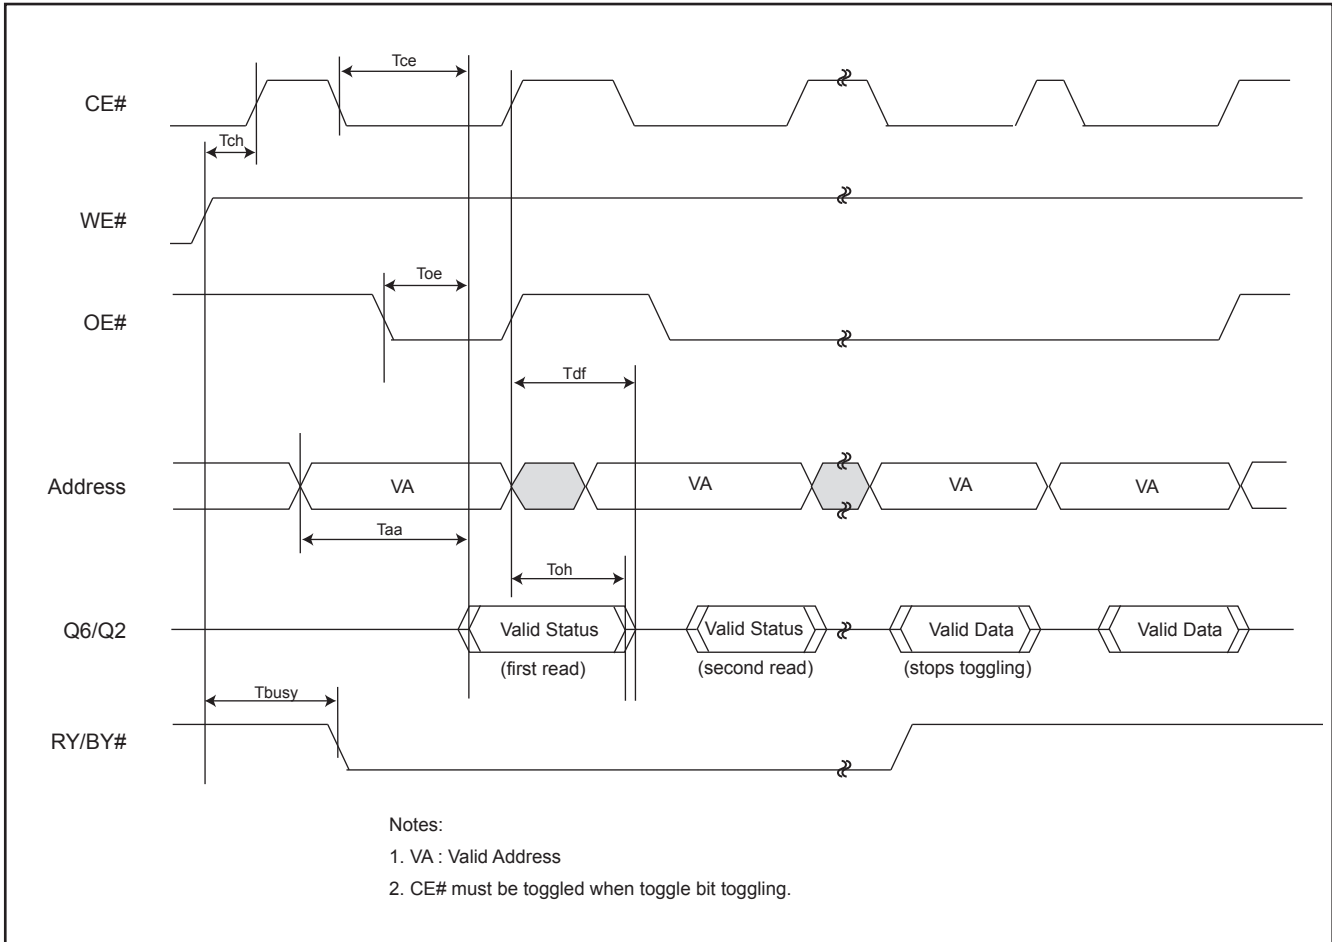 Tce
CE#
Tch
WE#
Toe
OE#
Tdf
Address
VA
VA
VA
VA
Taa
Toh
Q6/Q2
Valid Status
Valid Status
Valid Data
Valid Data
(first read)
(second read)
(stops toggling)
Tbusy
RY/BY#
Notes:
1. VA : Valid Address
2. CE# must be toggled when toggle bit toggling.